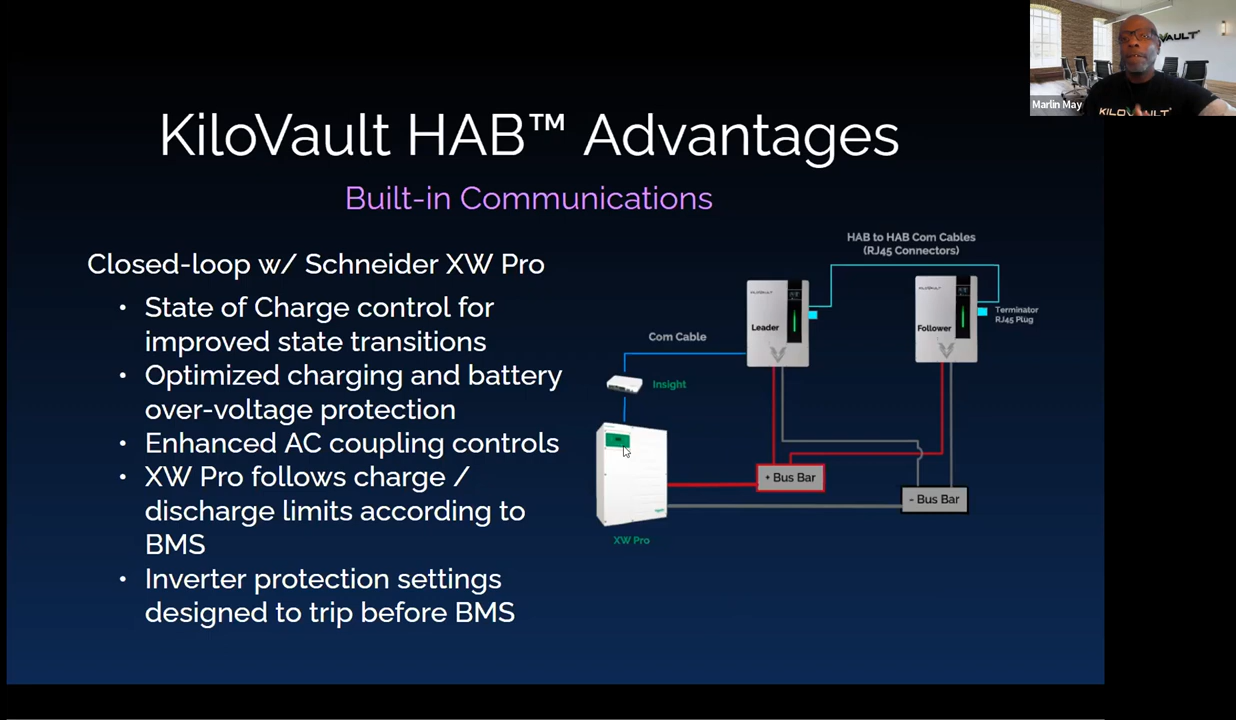 KiloVault HAB™ Advantages
Built-in Communications
Closed-loop w/ Schneider XW Pro
• State of Charge control for
improved state transitions
• Optimized charging and battery
over-voltage protection
• Enhanced AC coupling controls
• XW Pro follows charge /
discharge limits according to
BMS
• Inverter protection settings
designed to trip before BMS
HAB to HAB Com Cables
(RJ45 Connectors)
Leader
Follower
Terminator
RJ45 Plug
Com Cable
Insight
+ Bus Bar
- Bus Bar
XW Pro
Marlin May
KILOVAULT